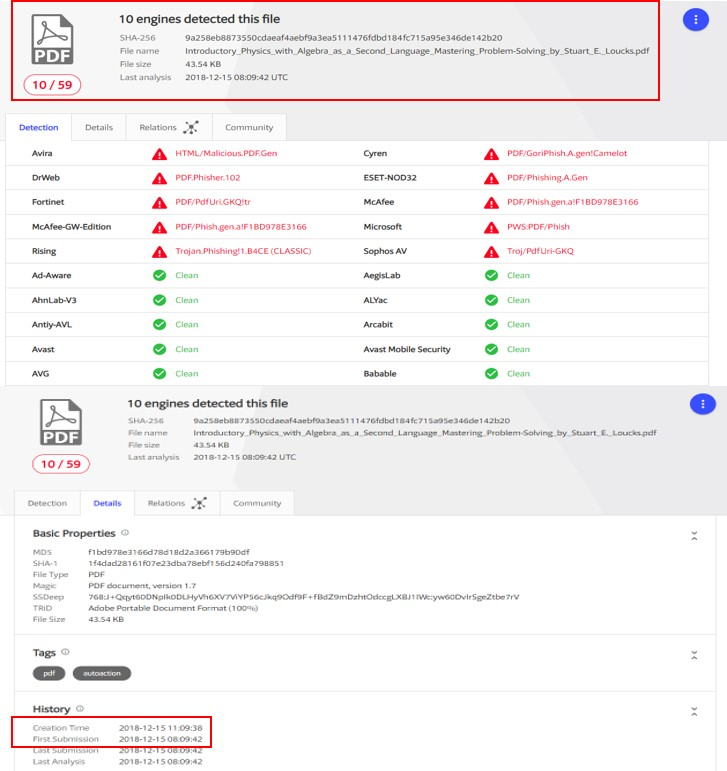 10 engines detected this file
SHA-256 9a258eb8873550cdaeaf4aebf9a3ea5111476fdbd184fc715a95e346de142b20
File name Introductory_Physics_with_Algebra_as_a_Second_Language_Mastering_Problem-Solving_by_Stuart_E._Loucks.pdf
File size 43.54 KB
Last analysis 2018-12-15 08:09:42 UTC
PDF
10 / 59
Detection Details Relations Community
Avira HTML/Malicious.PDF.Gen Cyren PDF/GoriPhish.A.gen!Camelot
DrWeb PDF.Phisher.102 ESET-NOD32 PDF/Phishing.A.Gen
Fortinet PDF/PdfUri.GKQ!tr McAfee PDF/Phish.gen.a!F1BD978E3166
McAfee-GW-Edition PDF/Phish.gen.a!F1BD978E3166 Microsoft PWS:PDF/Phish
Rising Trojan.Phishing!1.B4CE (CLASSIC) Sophos AV Troj/PdfUri-GKQ
Ad-Aware Clean AegisLab Clean
AhnLab-V3 Clean ALYac Clean
Antiy-AVL Clean Arcabit Clean
Avast Clean Avast Mobile Security Clean
AVG Clean Babable Clean
10 engines detected this file
SHA-256 9a258eb8873550cdaeaf4aebf9a3ea5111476fdbd184fc715a95e346de142b20
File name Introductory_Physics_with_Algebra_as_a_Second_Language_Mastering_Problem-Solving_by_Stuart_E._Loucks.pdf
File size 43.54 KB
Last analysis 2018-12-15 08:09:42 UTC
PDF
10 / 59
Detection Details Relations Community
Basic Properties
MD5 f1bd978e3166d78d18d2a366179b90df
SHA-1 1f4dad28161f07e23dba78ebf156d240fa798851
File Type PDF
Magic PDF document, version 1.7
SSDeep
TRiD Adobe Portable Document Format (100%)
File Size 43.54 KB
Tags
pdf autoaction
History
Creation Time 2018-12-15 11:09:38
First Submission 2018-12-15 08:09:42
Last Submission 2018-12-15 08:09:42
Last Analysis 2018-12-15 08:09:42